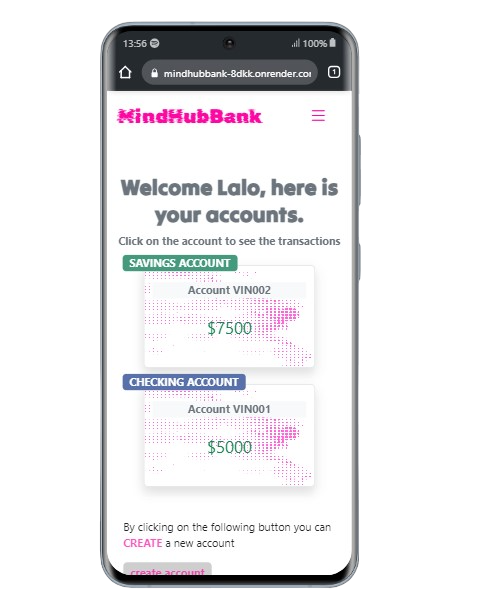 13:56 100%
mindhubbank-8dkk.onrender.co
1
MindHubBank
Welcome Lalo, here is
your accounts.
Click on the account to see the transactions
SAVINGS ACCOUNT
Account VIN002
$7500
CHECKING ACCOUNT
Account VIN001
$5000
By clicking on the following button you can
CREATE a new account
create account